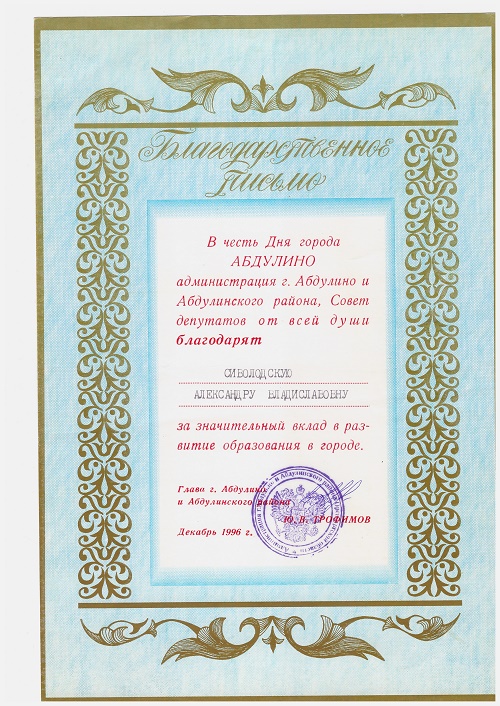 Благодарственное
Письмо
В честь Дня города
АБДУЛИНО
администрация г. Абдулино и
Абдулинского района, Совет
депутатов от всей души
благодарят
СИВОЛОДСКУЮ
АЛЕКСАНДРУ ВЛАДИСЛАВОВНУ
за значительный вклад в раз-
витие образования в городе.
Глава г. Абдулино
и Абдулинского района
Ю. В. ТРОФИМОВ
Декабрь 1996 г.